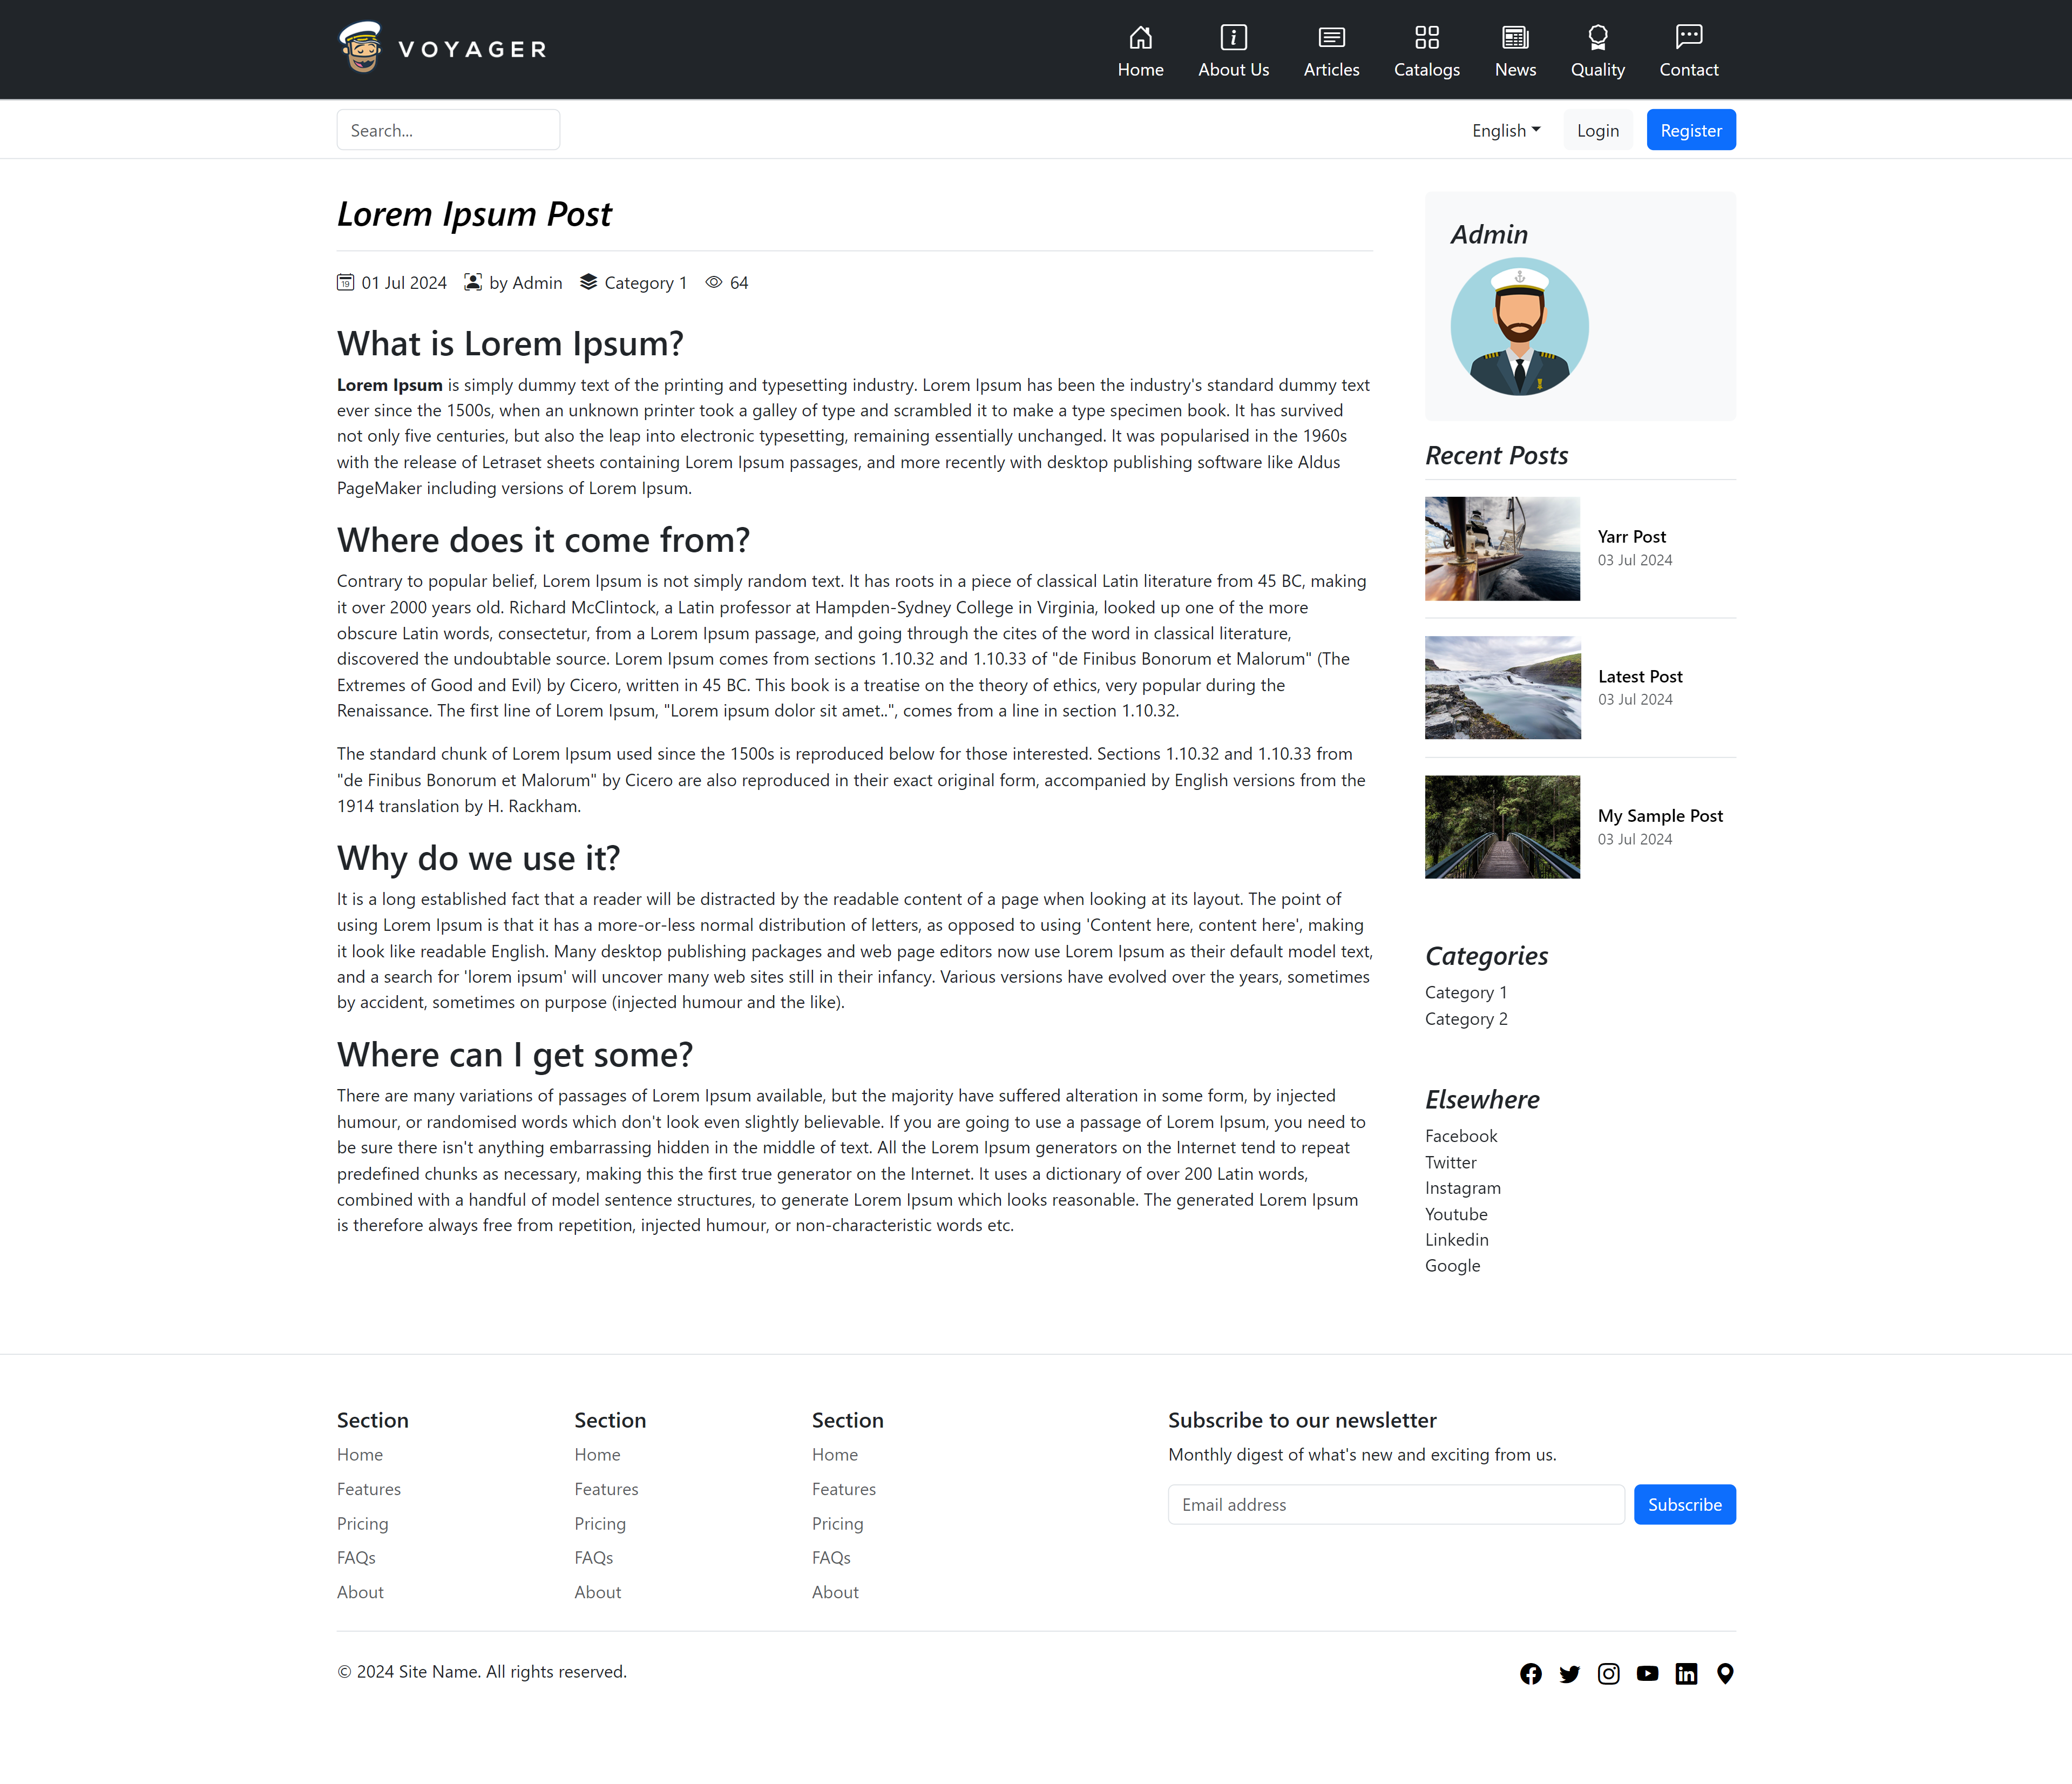 VOYAGER
Home About Us Articles Catalogs News Quality Contact
Search...
English Login Register
Lorem Ipsum Post
19 01 Jul 2024 by Admin Category 1 64
What is Lorem Ipsum?
Lorem Ipsum is simply dummy text of the printing and typesetting industry. Lorem Ipsum has been the industry's standard dummy text
ever since the 1500s, when an unknown printer took a galley of type and scrambled it to make a type specimen book. It has survived
not only five centuries, but also the leap into electronic typesetting, remaining essentially unchanged. It was popularised in the 1960s
with the release of Letraset sheets containing Lorem Ipsum passages, and more recently with desktop publishing software like Aldus
PageMaker including versions of Lorem Ipsum.
Where does it come from?
Contrary to popular belief, Lorem Ipsum is not simply random text. It has roots in a piece of classical Latin literature from 45 BC, making
it over 2000 years old. Richard McClintock, a Latin professor at Hampden-Sydney College in Virginia, looked up one of the more
obscure Latin words, consectetur, from a Lorem Ipsum passage, and going through the cites of the word in classical literature,
discovered the undoubtable source. Lorem Ipsum comes from sections 1.10.32 and 1.10.33 of "de Finibus Bonorum et Malorum" (The
Extremes of Good and Evil) by Cicero, written in 45 BC. This book is a treatise on the theory of ethics, very popular during the
Renaissance. The first line of Lorem Ipsum, "Lorem ipsum dolor sit amet..", comes from a line in section 1.10.32.
The standard chunk of Lorem Ipsum used since the 1500s is reproduced below for those interested. Sections 1.10.32 and 1.10.33 from
"de Finibus Bonorum et Malorum" by Cicero are also reproduced in their exact original form, accompanied by English versions from the
1914 translation by H. Rackham.
Why do we use it?
It is a long established fact that a reader will be distracted by the readable content of a page when looking at its layout. The point of
using Lorem Ipsum is that it has a more-or-less normal distribution of letters, as opposed to using 'Content here, content here', making
it look like readable English. Many desktop publishing packages and web page editors now use Lorem Ipsum as their default model text,
and a search for 'lorem ipsum' will uncover many web sites still in their infancy. Various versions have evolved over the years, sometimes
by accident, sometimes on purpose (injected humour and the like).
Where can I get some?
There are many variations of passages of Lorem Ipsum available, but the majority have suffered alteration in some form, by injected
humour, or randomised words which don't look even slightly believable. If you are going to use a passage of Lorem Ipsum, you need to
be sure there isn't anything embarrassing hidden in the middle of text. All the Lorem Ipsum generators on the Internet tend to repeat
predefined chunks as necessary, making this the first true generator on the Internet. It uses a dictionary of over 200 Latin words,
combined with a handful of model sentence structures, to generate Lorem Ipsum which looks reasonable. The generated Lorem Ipsum
is therefore always free from repetition, injected humour, or non-characteristic words etc.
Admin
Recent Posts
Yarr Post
03 Jul 2024
Latest Post
03 Jul 2024
My Sample Post
03 Jul 2024
Categories
Category 1
Category 2
Elsewhere
Facebook
Twitter
Instagram
Youtube
Linkedin
Google
Section
Home
Features
Pricing
FAQs
About
Section
Home
Features
Pricing
FAQs
About
Section
Home
Features
Pricing
FAQs
About
Subscribe to our newsletter
Monthly digest of what's new and exciting from us.
Email address Subscribe
© 2024 Site Name. All rights reserved.